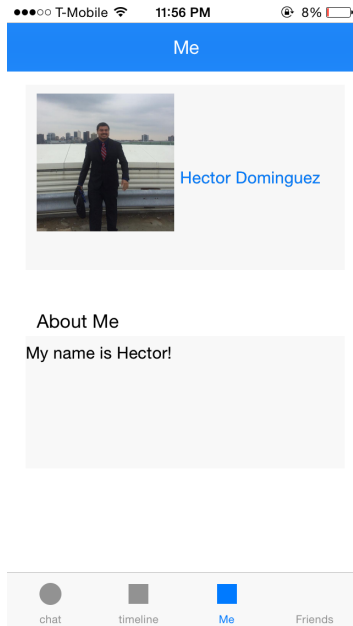 T-Mobile 11:56 PM 8%
Me
Hector Dominguez
About Me
My name is Hector!
chat timeline Me Friends